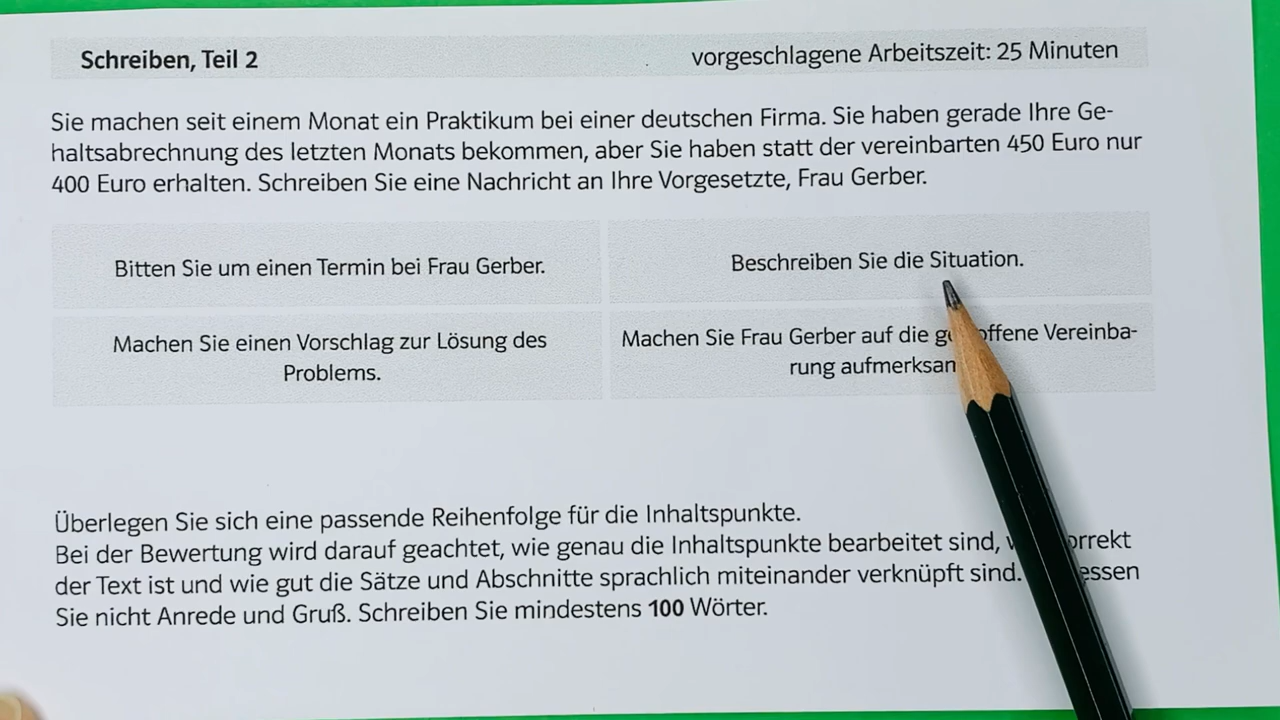 Schreiben, Teil 2
vorgeschlagene Arbeitszeit: 25 Minuten
Sie machen seit einem Monat ein Praktikum bei einer deutschen Firma. Sie haben gerade Ihre Ge-
haltsabrechnung des letzten Monats bekommen, aber Sie haben statt der vereinbarten 450 Euro nur
400 Euro erhalten. Schreiben Sie eine Nachricht an Ihre Vorgesetzte, Frau Gerber.
Bitten Sie um einen Termin bei Frau Gerber.
Beschreiben Sie die Situation.
Machen Sie einen Vorschlag zur Lösung des
Problems.
Machen Sie Frau Gerber auf die Vereinba-
rung
Überlegen Sie sich eine passende Reihenfolge für die Inhaltspunkte.
Bei der Bewertung wird darauf geachtet, wie genau die Inhaltspunkte bearbeitet sind,
der Text ist und wie gut die Sätze und Abschnitte sprachlich miteinander verknüpft sind.
Sie nicht Anrede und Gruß. Schreiben Sie mindestens 100 Wörter.